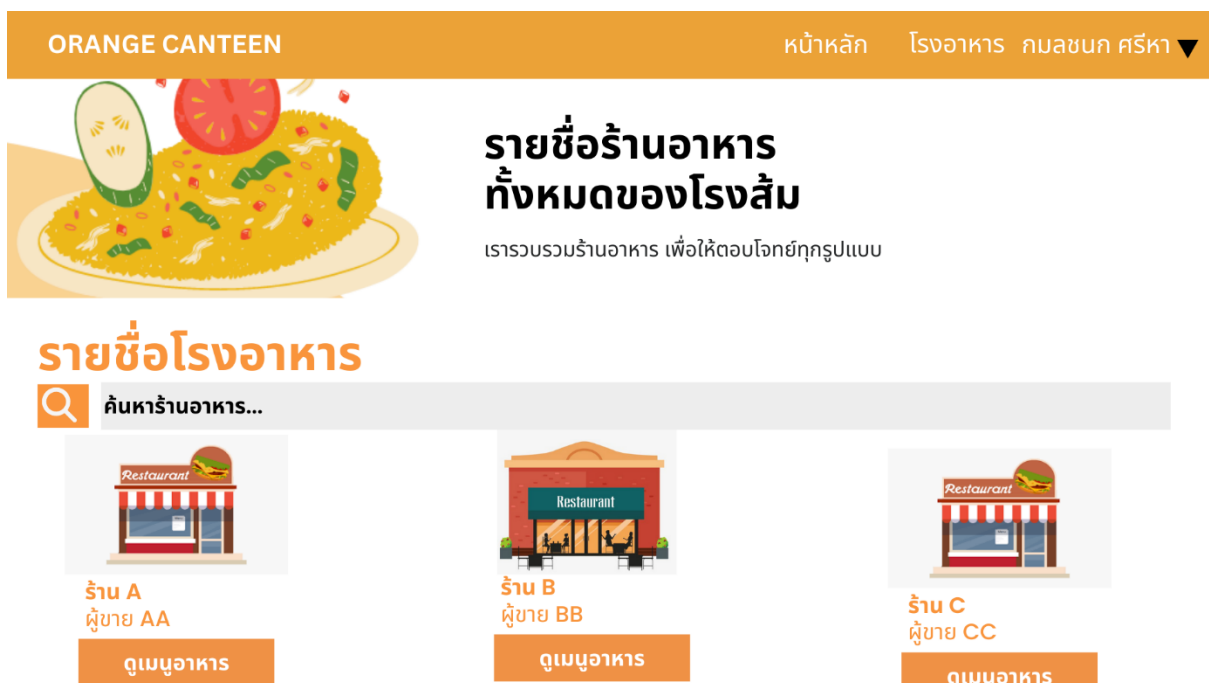 ORANGE CANTEEN
หน้าหลัก
โรงอาหาร
กมลชนก ศรีหา
รายชื่อร้านอาหาร
ทั้งหมดของโรงส้ม
เรารวบรวมร้านอาหาร เพื่อให้ตอบโจทย์ทุกรูปแบบ
รายชื่อโรงอาหาร
ค้นหาร้านอาหาร...
Restaurant
ร้าน A
ผู้ขาย AA
ดูเมนูอาหาร
Restaurant
ร้าน B
ผู้ขาย BB
ดูเมนูอาหาร
Restaurant
ร้าน C
ผู้ขาย CC
ดูเมนูอาหาร